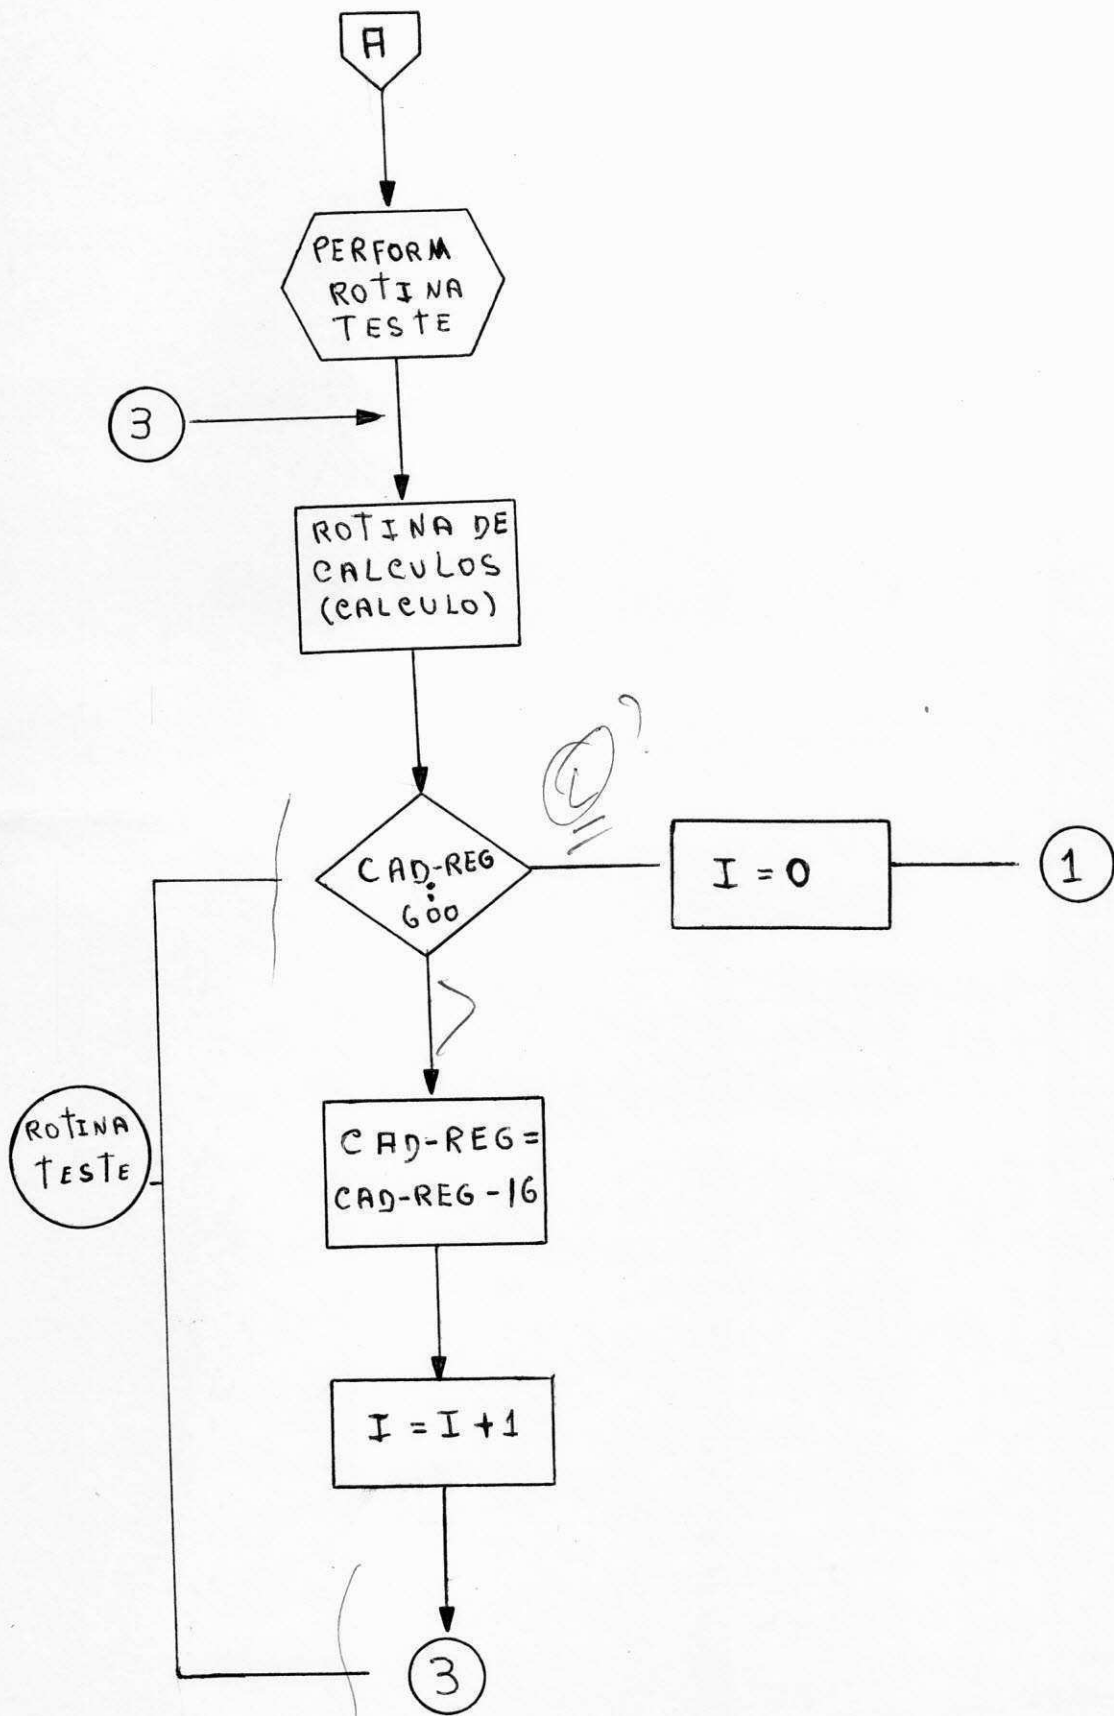 A
PERFORM
ROTINA
TESTE
3
ROTINA DE
CALCULOS
(CALCULO)
CAD-REG
:
600
>
I = 0
1
ROTINA
TESTE
CAD-REG =
CAD-REG - 16
I = I + 1
3